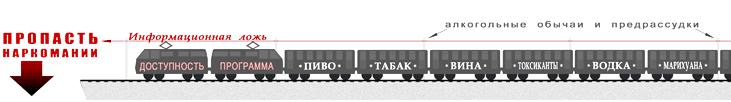 ПРОПАСТЬ
НАРКОМАНИИ
Информационная ложь
алкогольные обычаи и предрассудки
ДОСТУПНОСТЬ
ПРОГРАММА
• ПИВО •
• ТАБАК •
• ВИНА •
• ТОКСИКАНТЫ •
• ВОДКА •
• МАРИХУАНА •